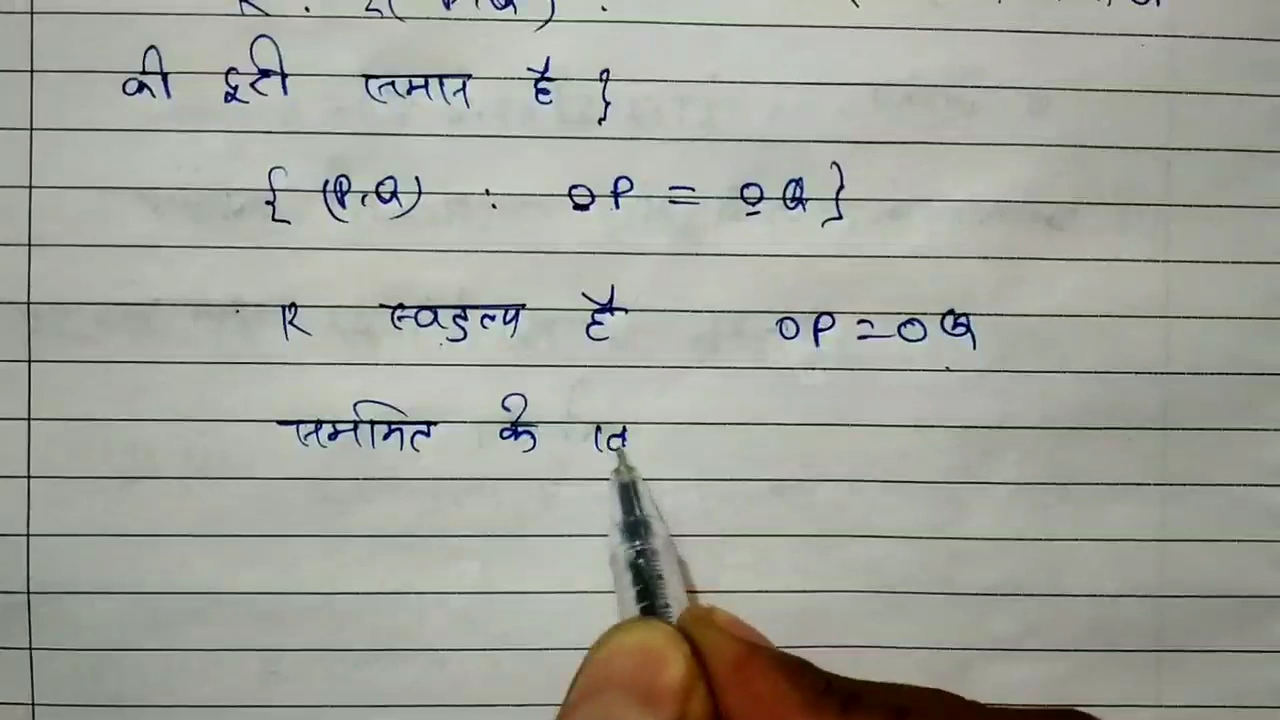 की दूरी समान है }
{ (P, Q) : OP = OQ }
R स्वतुल्य है OP = OQ
सममित के